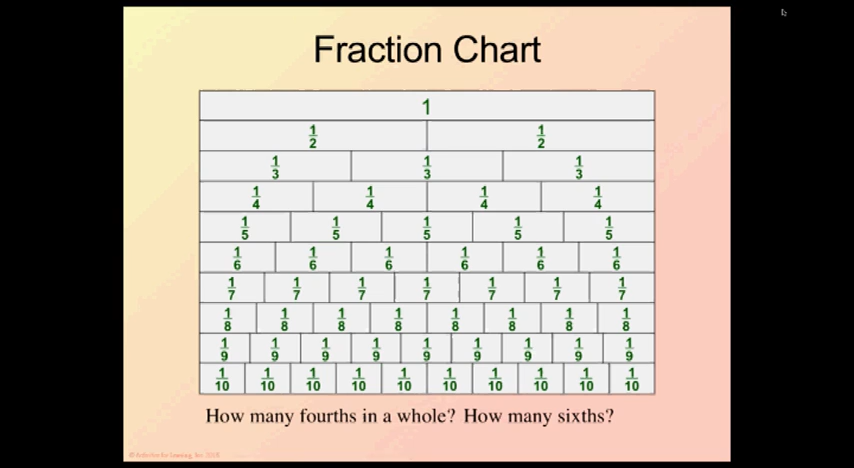 Fraction Chart
1
1/2 1/2
1/3 1/3 1/3
1/4 1/4 1/4 1/4
1/5 1/5 1/5 1/5 1/5
1/6 1/6 1/6 1/6 1/6 1/6
1/7 1/7 1/7 1/7 1/7 1/7 1/7
1/8 1/8 1/8 1/8 1/8 1/8 1/8 1/8
1/9 1/9 1/9 1/9 1/9 1/9 1/9 1/9 1/9
1/10 1/10 1/10 1/10 1/10 1/10 1/10 1/10 1/10 1/10
How many fourths in a whole? How many sixths?